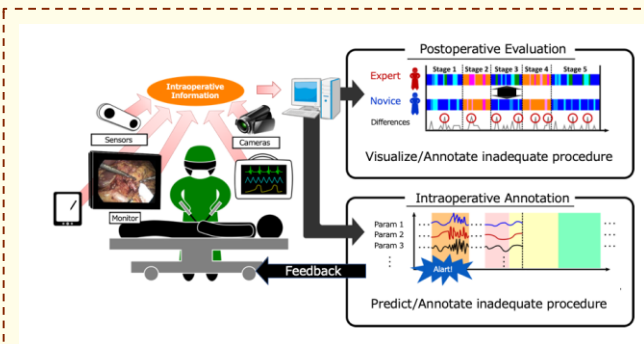 Postoperative Evaluation
Stage 1 Stage 2 Stage 3 Stage 4 Stage 5
Expert
Novice
Differences
Visualize/Annotate inadequate procedure
Intraoperative
Information
Sensors
Cameras
Monitor
Intraoperative Annotation
Param 1
Param 2
Param 3
Alart!
Feedback
Predict/Annotate inadequate procedure